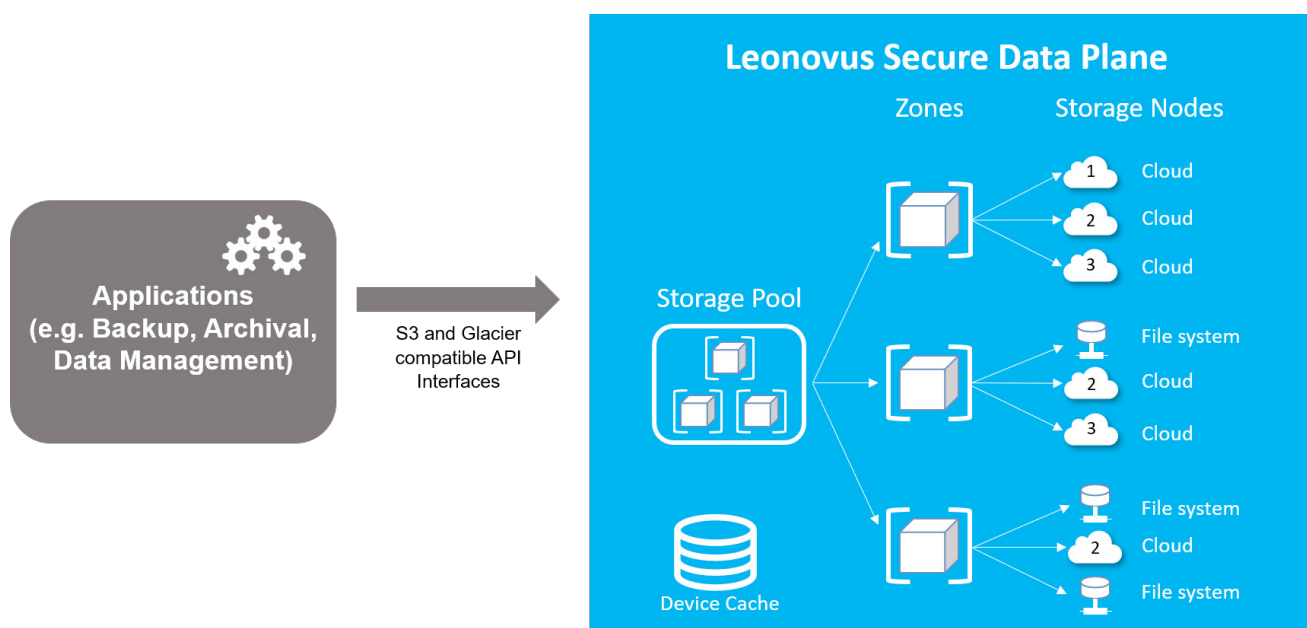 Leonovus Secure Data Plane
Zones
Storage Nodes
Applications
(e.g. Backup, Archival,
Data Management)
S3 and Glacier
compatible API
Interfaces
Storage Pool
Device Cache
1 Cloud
2 Cloud
3 Cloud
File system
2 Cloud
3 Cloud
File system
2 Cloud
File system